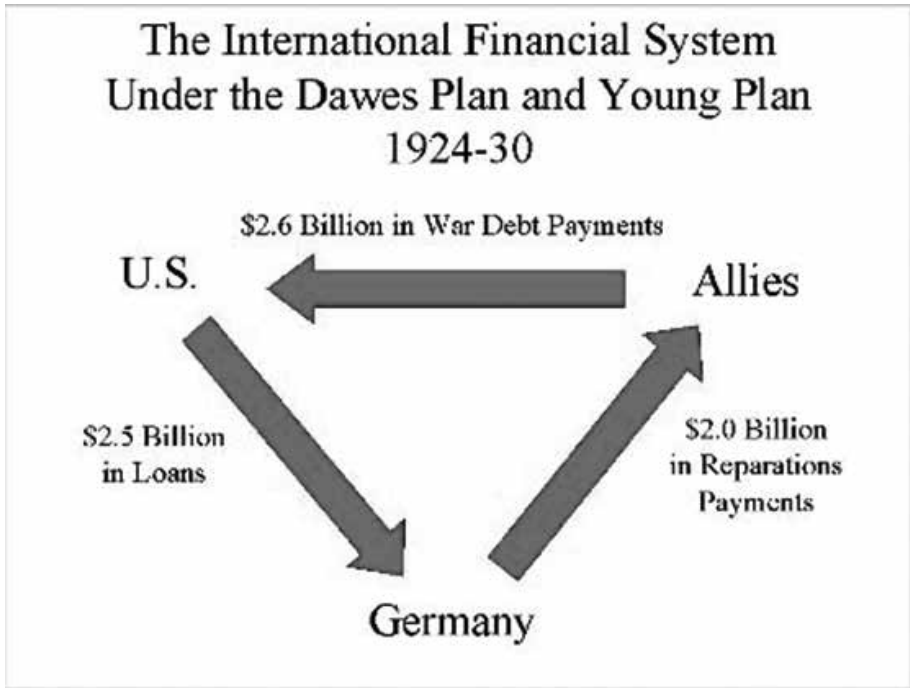 The International Financial System
Under the Dawes Plan and Young Plan
1924-30
$2.6 Billion in War Debt Payments
U.S.
Allies
$2.5 Billion
in Loans
$2.0 Billion
in Reparations
Payments
Germany